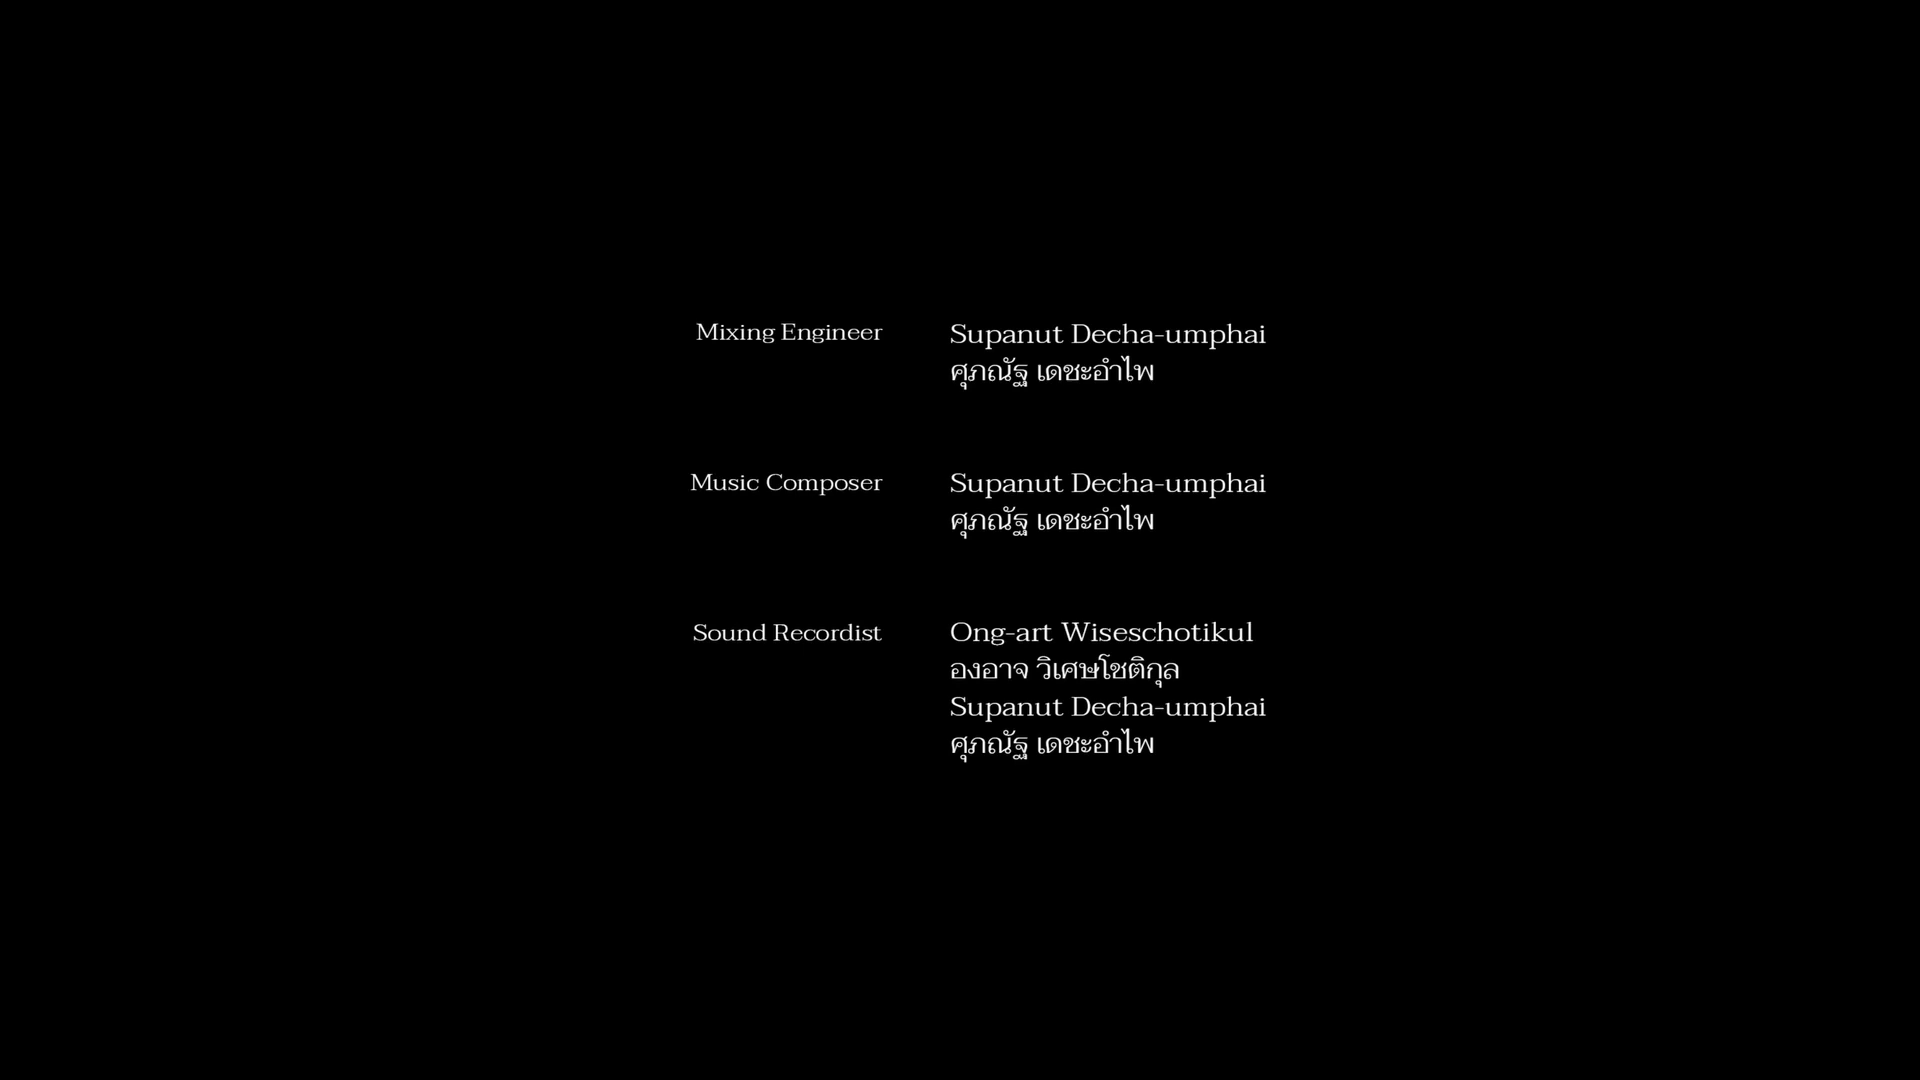 Mixing Engineer Supanut Decha-umphai
ศุภณัฐ เดชะอำไพ
Music Composer Supanut Decha-umphai
ศุภณัฐ เดชะอำไพ
Sound Recordist Ong-art Wiseschotikul
องอาจ วิเศษโชติกุล
Supanut Decha-umphai
ศุภณัฐ เดชะอำไพ